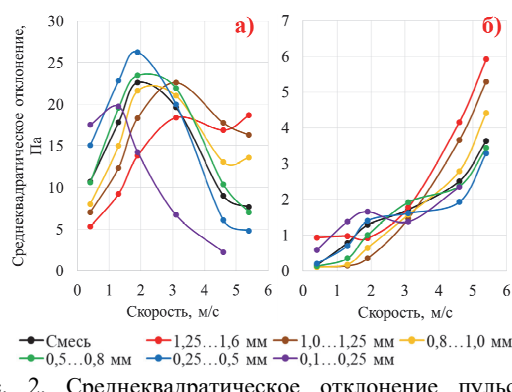 Среднеквадратическое отклонение,
Па
а)
30
25
20
15
10
5
0
0 1 2 3 4 5 6
Скорость, м/с
б)
7
6
5
4
3
2
1
0
0 1 2 3 4 5 6
Скорость, м/с
Смесь 1,25…1,6 мм 1,0…1,25 мм 0,8…1,0 мм
0,5…0,8 мм 0,25…0,5 мм 0,1…0,25 мм
2. Среднеквадратическое отклонение